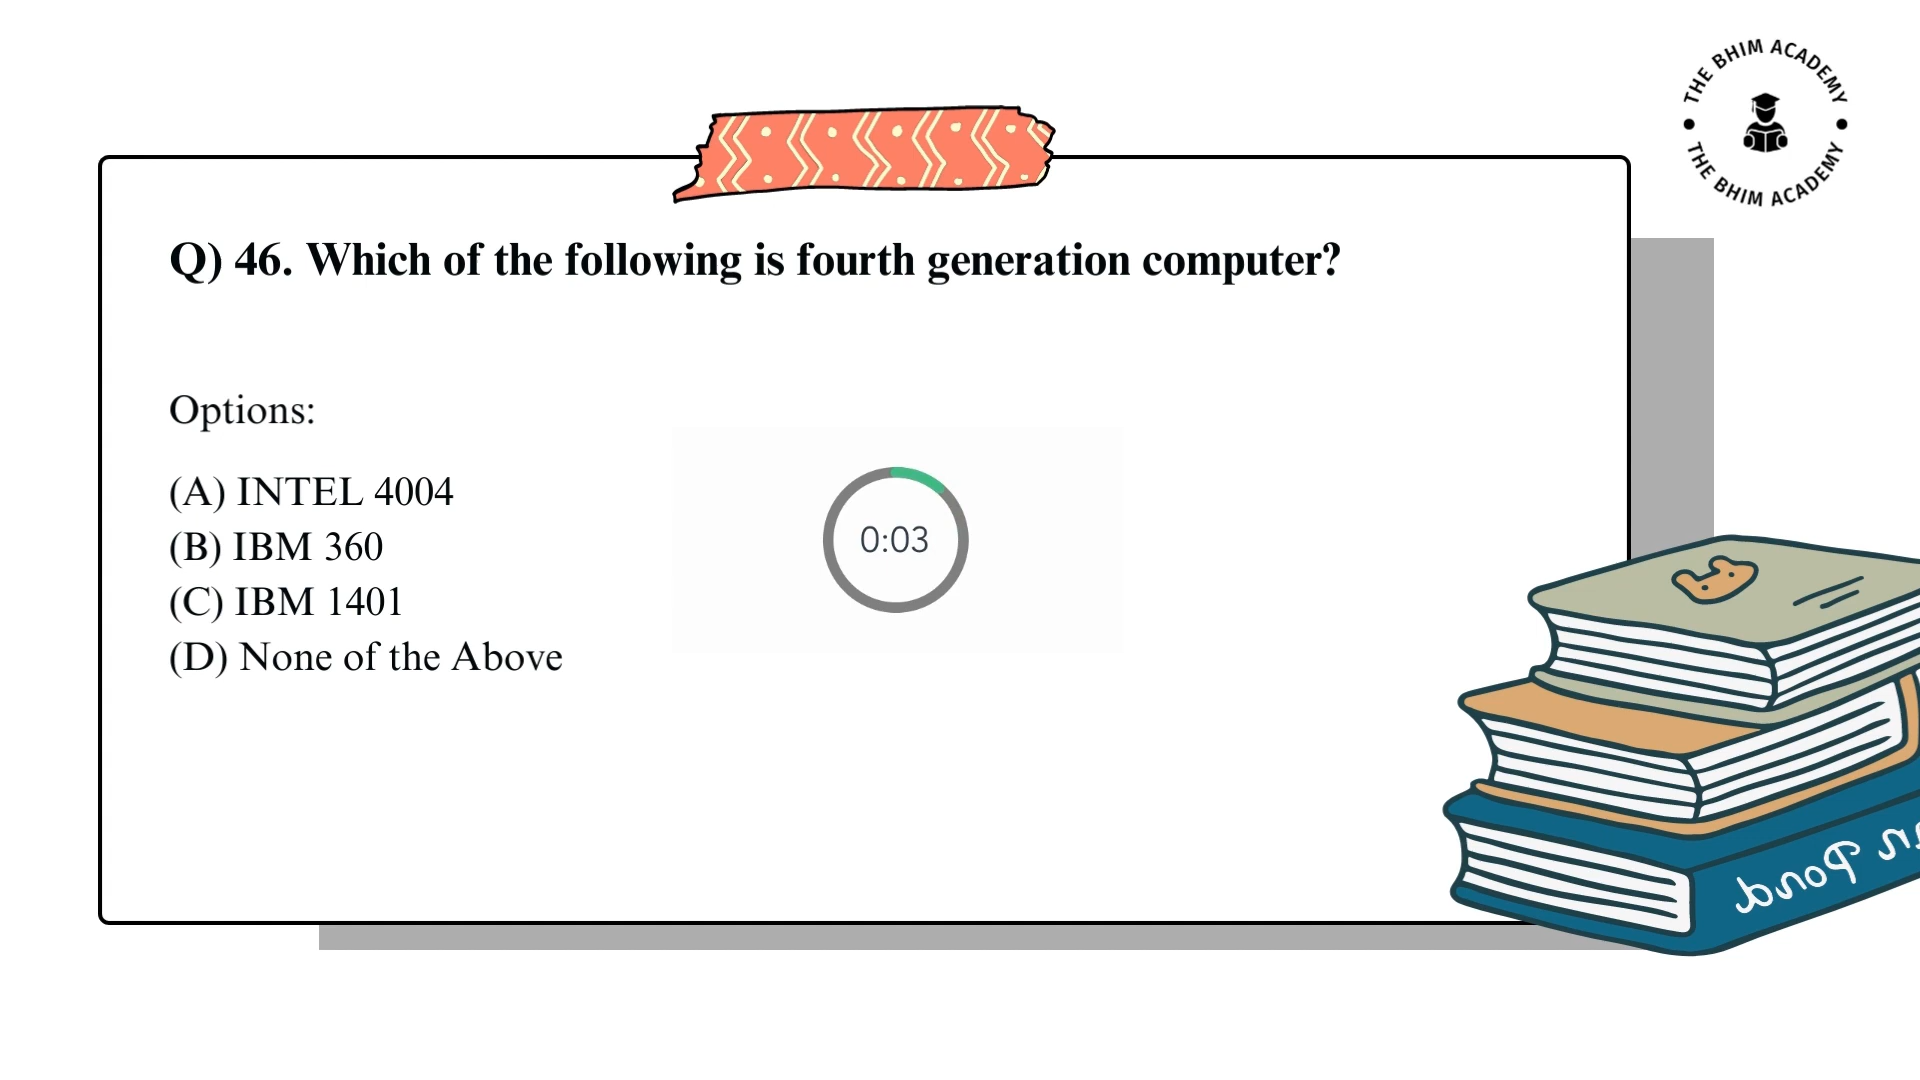 THE BHIM ACADEMY
THE BHIM ACADEMY
Q) 46. Which of the following is fourth generation computer?
Options:
(A) INTEL 4004
(B) IBM 360
(C) IBM 1401
(D) None of the Above
0:03
Pond